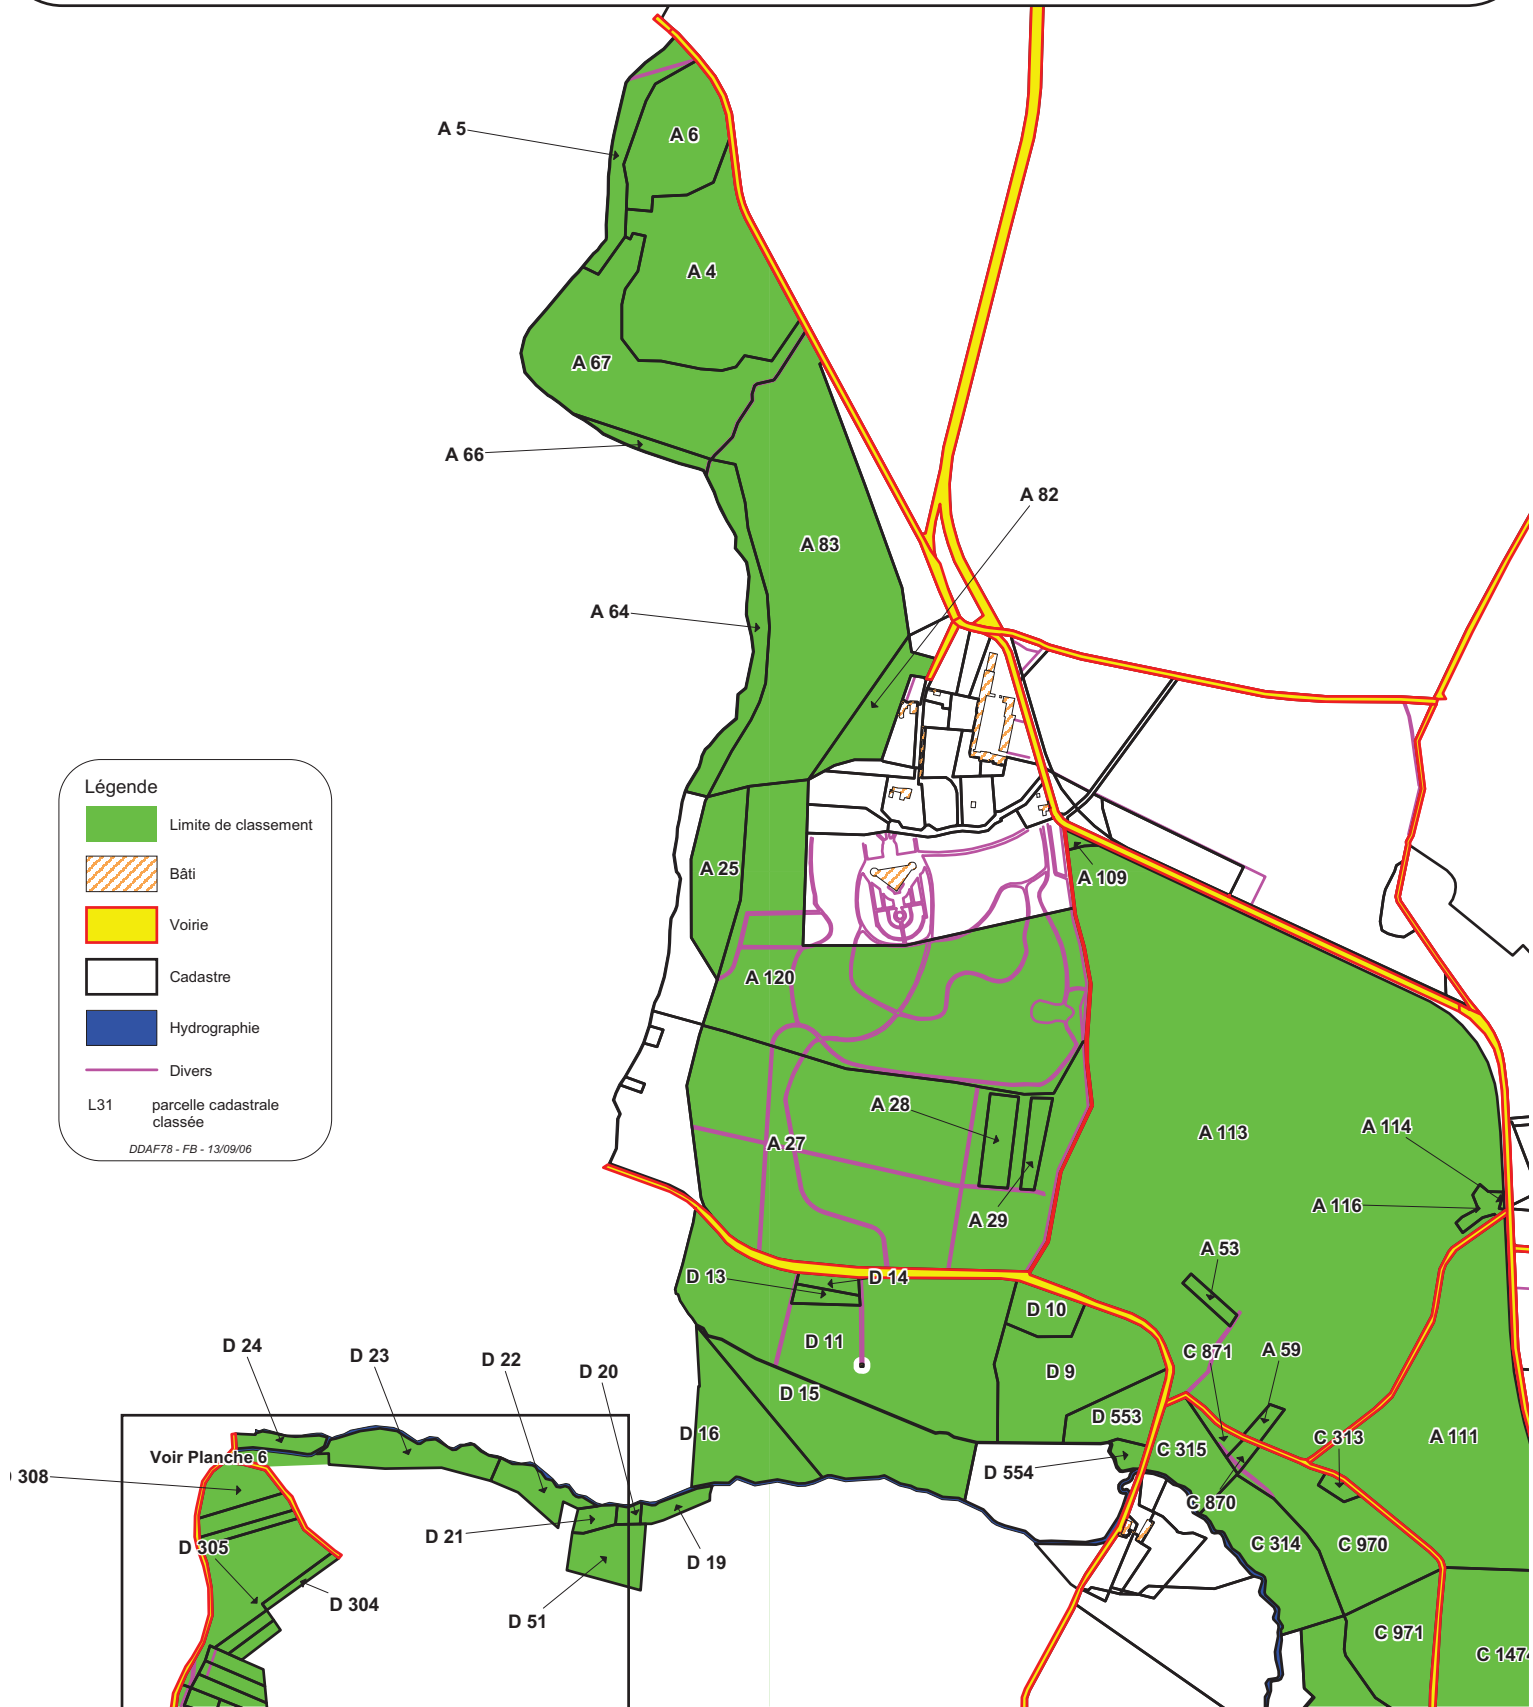 A 5
A 6
A 4
A 67
A 66
A 82
A 83
A 64
Légende
Limite de classement
Bâti
Voirie
Cadastre
Hydrographie
Divers
L31 parcelle cadastrale
classée
DDAF78 - FB - 13/09/06
A 25
A 109
A 120
A 28
A 27
A 29
A 113
A 114
A 116
A 53
D 13
D 14
D 10
D 11
D 9
C 871
A 59
D 24
D 23
D 22
D 20
D 15
D 553
D 16
C 315
C 313
A 111
Voir Planche 6
308
D 554
C 870
D 21
D 19
D 305
D 304
D 51
C 314
C 970
C 971
C 1474